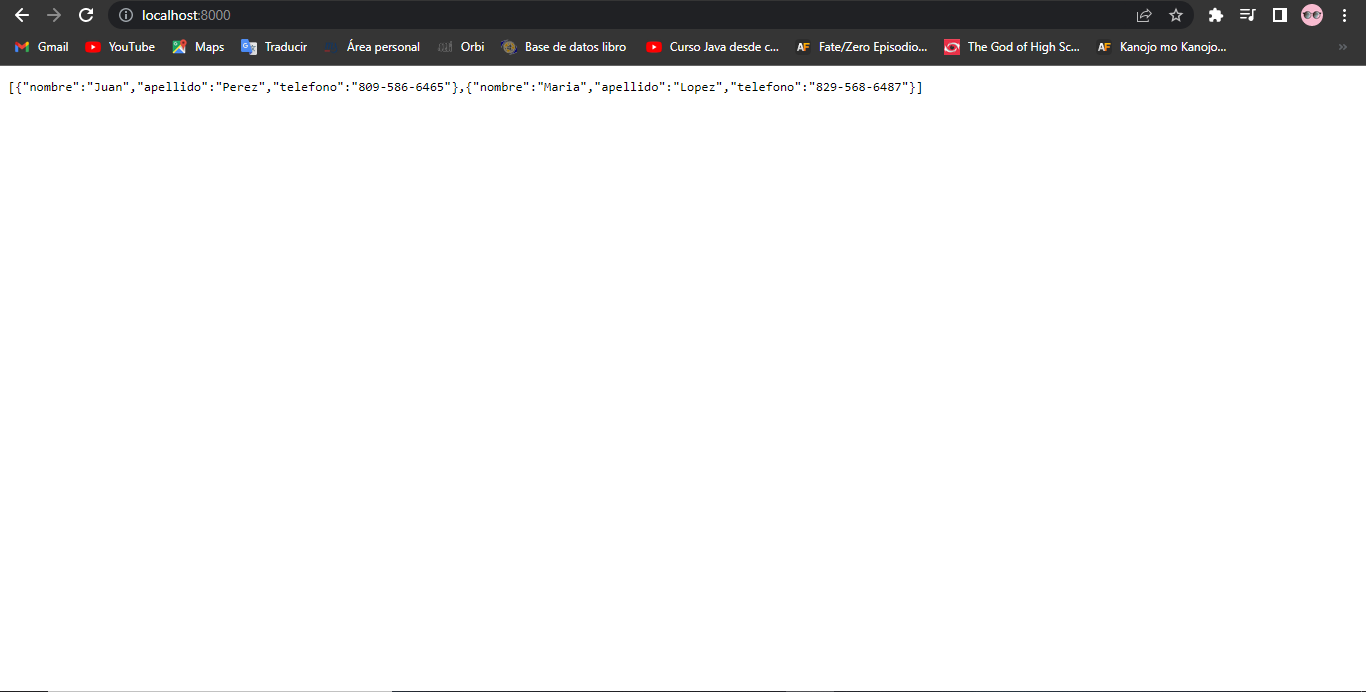 localhost:8000
Gmail YouTube Maps Traducir Área personal Orbi Base de datos libro Curso Java desde c... Fate/Zero Episodio... The God of High Sc... Kanojo mo Kanojo... »
[{"nombre":"Juan","apellido":"Perez","telefono":"809-586-6465"},{"nombre":"Maria","apellido":"Lopez","telefono":"829-568-6487"}]